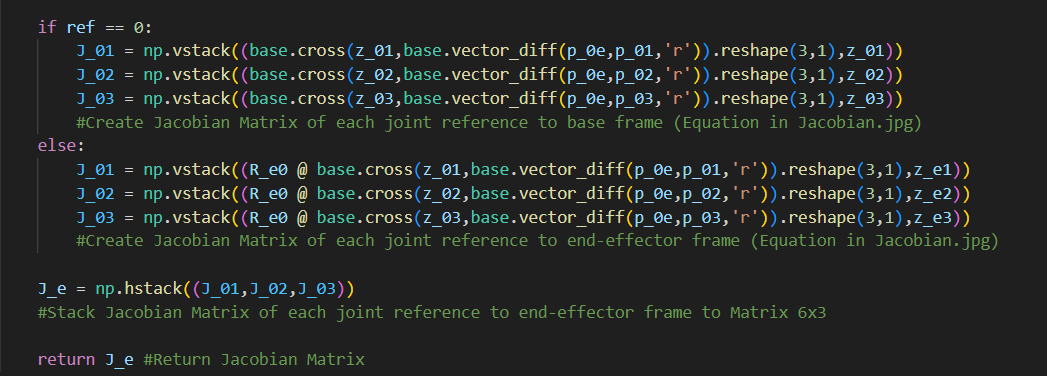 if ref == 0:
    J_01 = np.vstack((base.cross(z_01,base.vector_diff(p_0e,p_01,'r')).reshape(3,1),z_01))
    J_02 = np.vstack((base.cross(z_02,base.vector_diff(p_0e,p_02,'r')).reshape(3,1),z_02))
    J_03 = np.vstack((base.cross(z_03,base.vector_diff(p_0e,p_03,'r')).reshape(3,1),z_03))
    #Create Jacobian Matrix of each joint reference to base frame (Equation in Jacobian.jpg)
else:
    J_01 = np.vstack((R_e0 @ base.cross(z_01,base.vector_diff(p_0e,p_01,'r')).reshape(3,1),z_e1))
    J_02 = np.vstack((R_e0 @ base.cross(z_02,base.vector_diff(p_0e,p_02,'r')).reshape(3,1),z_e2))
    J_03 = np.vstack((R_e0 @ base.cross(z_03,base.vector_diff(p_0e,p_03,'r')).reshape(3,1),z_e3))
    #Create Jacobian Matrix of each joint reference to end-effector frame (Equation in Jacobian.jpg)
J_e = np.hstack((J_01,J_02,J_03))
#Stack Jacobian Matrix of each joint reference to end-effector frame to Matrix 6x3
return J_e #Return Jacobian Matrix